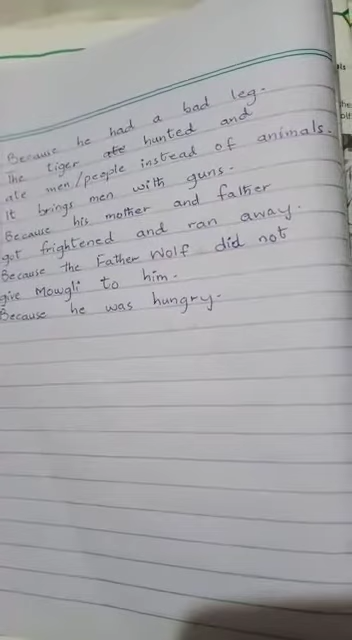 Because he had a bad leg.
The tiger ate hunted and
ate men/people instead of animals.
It brings men with guns.
Because his mother and father
got frightened and ran away.
Because the Father Wolf did not
give Mowgli to him.
Because he was hungry.